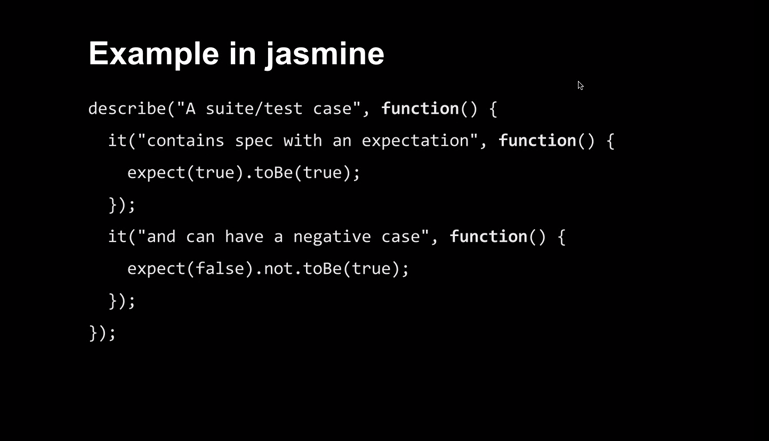 Example in jasmine
describe("A suite/test case", function() {
  it("contains spec with an expectation", function() {
    expect(true).toBe(true);
  });
  it("and can have a negative case", function() {
    expect(false).not.toBe(true);
  });
});